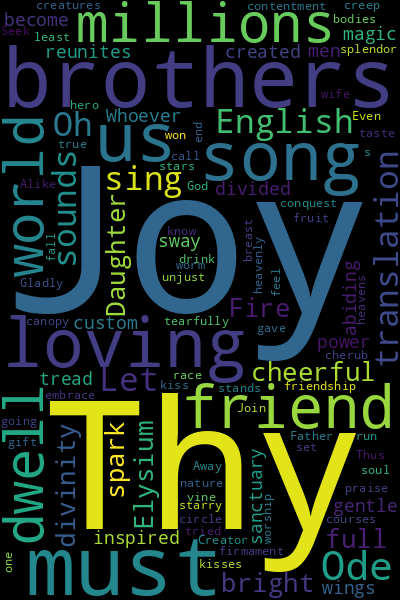 creatures contentment creep
become millions bodies
Seek least reunites created men magic splendor
brothers
hero wife
Oh Whoever English Even
world true us won end song taste
sounds call s
stars
Alike sing God divided
translation
Daughter Joy conquest
fruit
know sway breast heavenly
fall drink feel abiding heavens
Gladly worm unjust
canopy custom tearfully gave Fire
loving power
cherub
tread Let race cheerful
kiss stands friendship
embrace
dwell Thy friend
going spark Join
gift divinity Elysium Father run
set Thus
Away sanctuary soul
nature worship
vine praise
starry gentle
circle courses
inspired tried Creator full
firmament
one must kisses Ode
bright wings